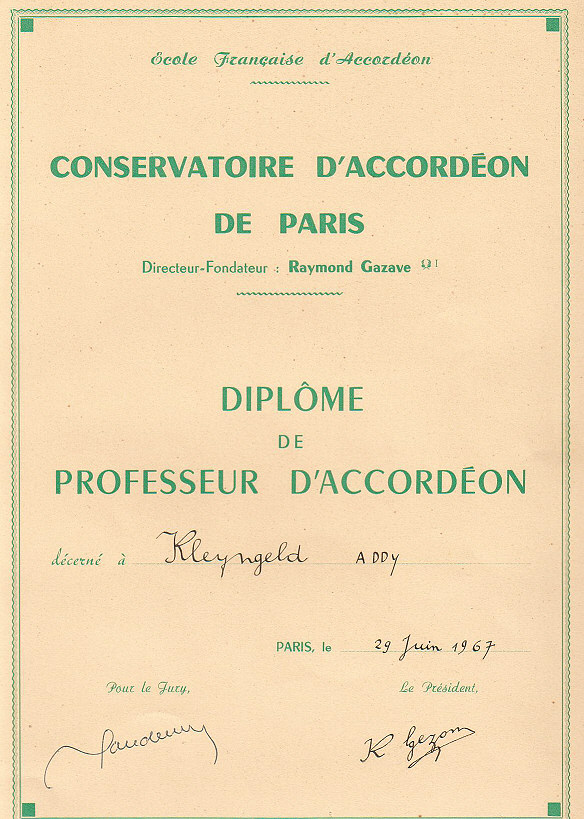 Ecole Française d'Accordéon
CONSERVATOIRE D'ACCORDÉON
DE PARIS
Directeur-Fondateur : Raymond Gazave
DIPLÔME
DE
PROFESSEUR D'ACCORDÉON
décerné à Kleyngeld ADDY
PARIS, le 29 Juin 1967
Pour le Jury, Le Président,